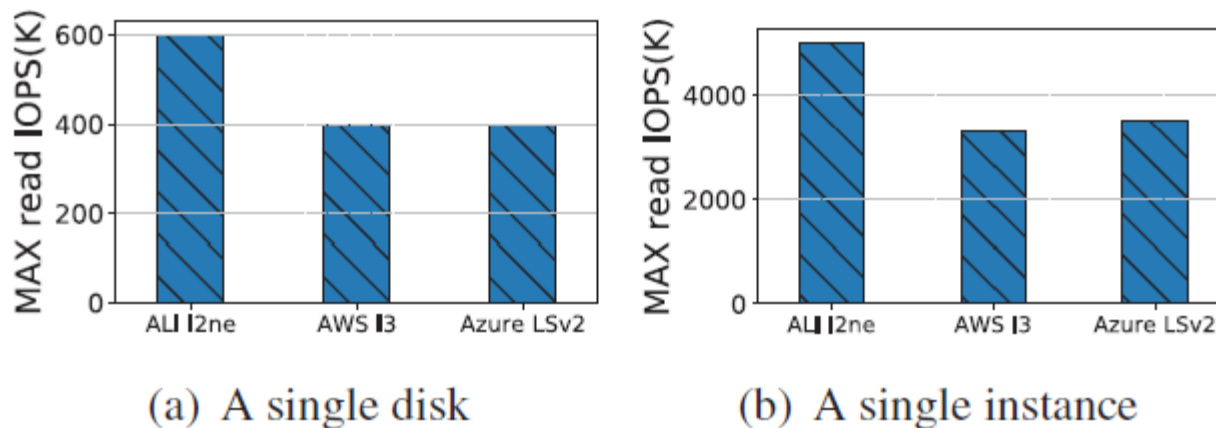 MAX read IOPS(K)
600
400
200
0
ALI I2ne AWS I3 Azure LSv2
(a) A single disk
MAX read IOPS(K)
4000
2000
0
ALI I2ne AWS I3 Azure LSv2
(b) A single instance